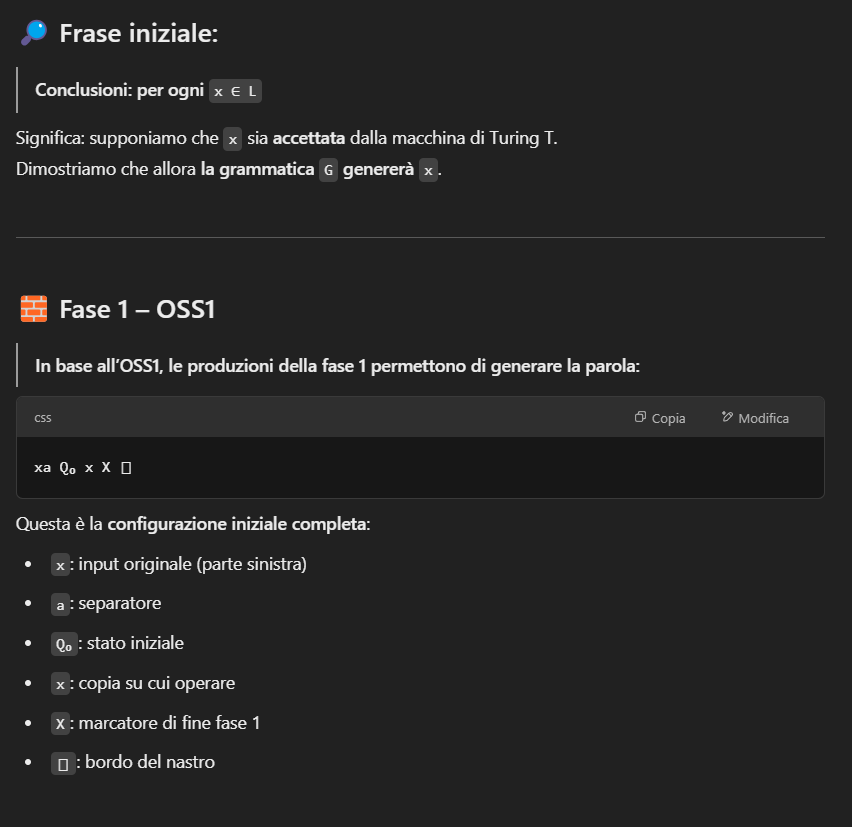 🔎 Frase iniziale:
Conclusioni: per ogni x ∈ L
Significa: supponiamo che x sia accettata dalla macchina di Turing T.
Dimostriamo che allora la grammatica G genererà x.
🧱 Fase 1 – OSS1
In base all’OSS1, le produzioni della fase 1 permettono di generare la parola:
css Copia Modifica
xa Q₀ x X □
Questa è la configurazione iniziale completa:
• x: input originale (parte sinistra)
• a: separatore
• Q₀: stato iniziale
• x: copia su cui operare
• X: marcatore di fine fase 1
• □: bordo del nastro